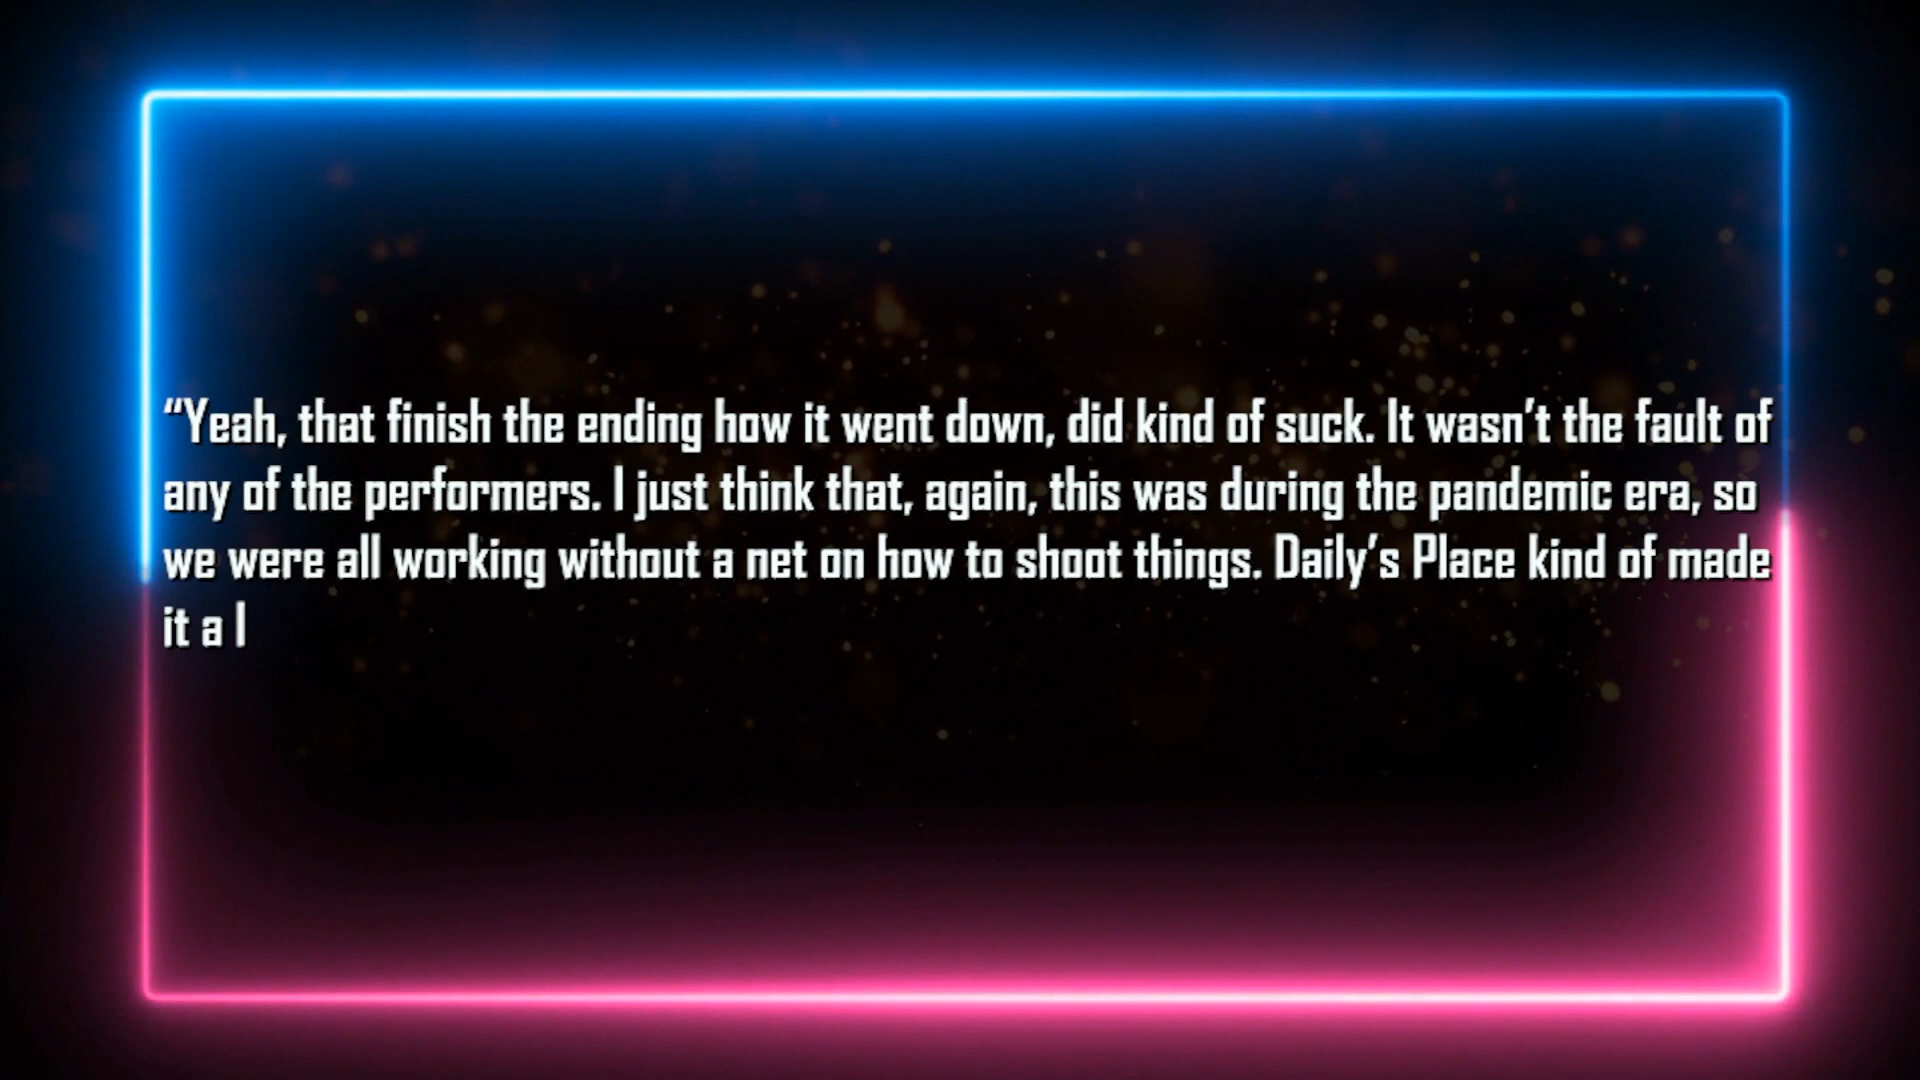 “Yeah, that finish the ending how it went down, did kind of suck. It wasn’t the fault of
any of the performers. I just think that, again, this was during the pandemic era, so
we were all working without a net on how to shoot things. Daily’s Place kind of made
it a l